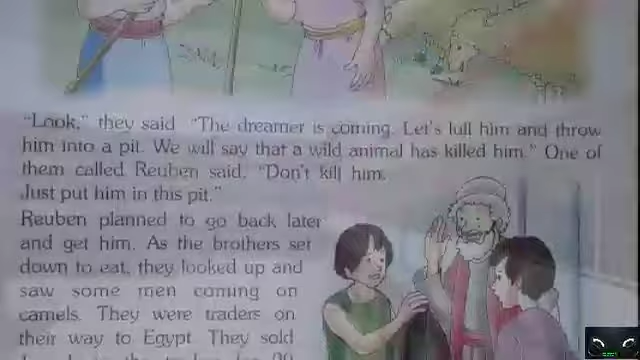 "Look," they said "The dreamer is coming. Let's kill him and throw
him into a pit. We will say that a wild animal has killed him." One of
them called Reuben said, "Don't kill him.
Just put him in this pit."
Reuben planned to go back later
and get him. As the brothers set
down to eat, they looked up and
saw some men coming on
camels. They were traders on
their way to Egypt. They sold